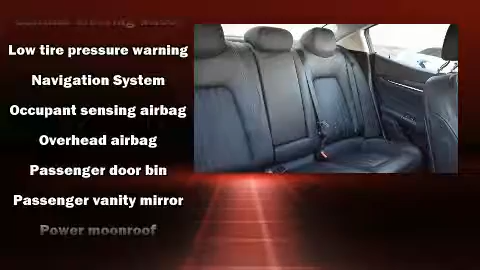 Low tire pressure warning
Navigation System
Occupant sensing airbag
Overhead airbag
Passenger door bin
Passenger vanity mirror
Power moonroof